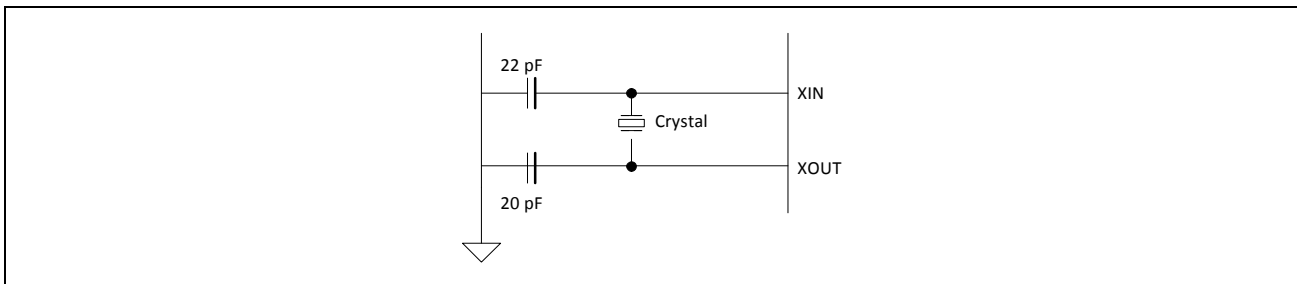 22 pF
XIN
Crystal
XOUT
20 pF